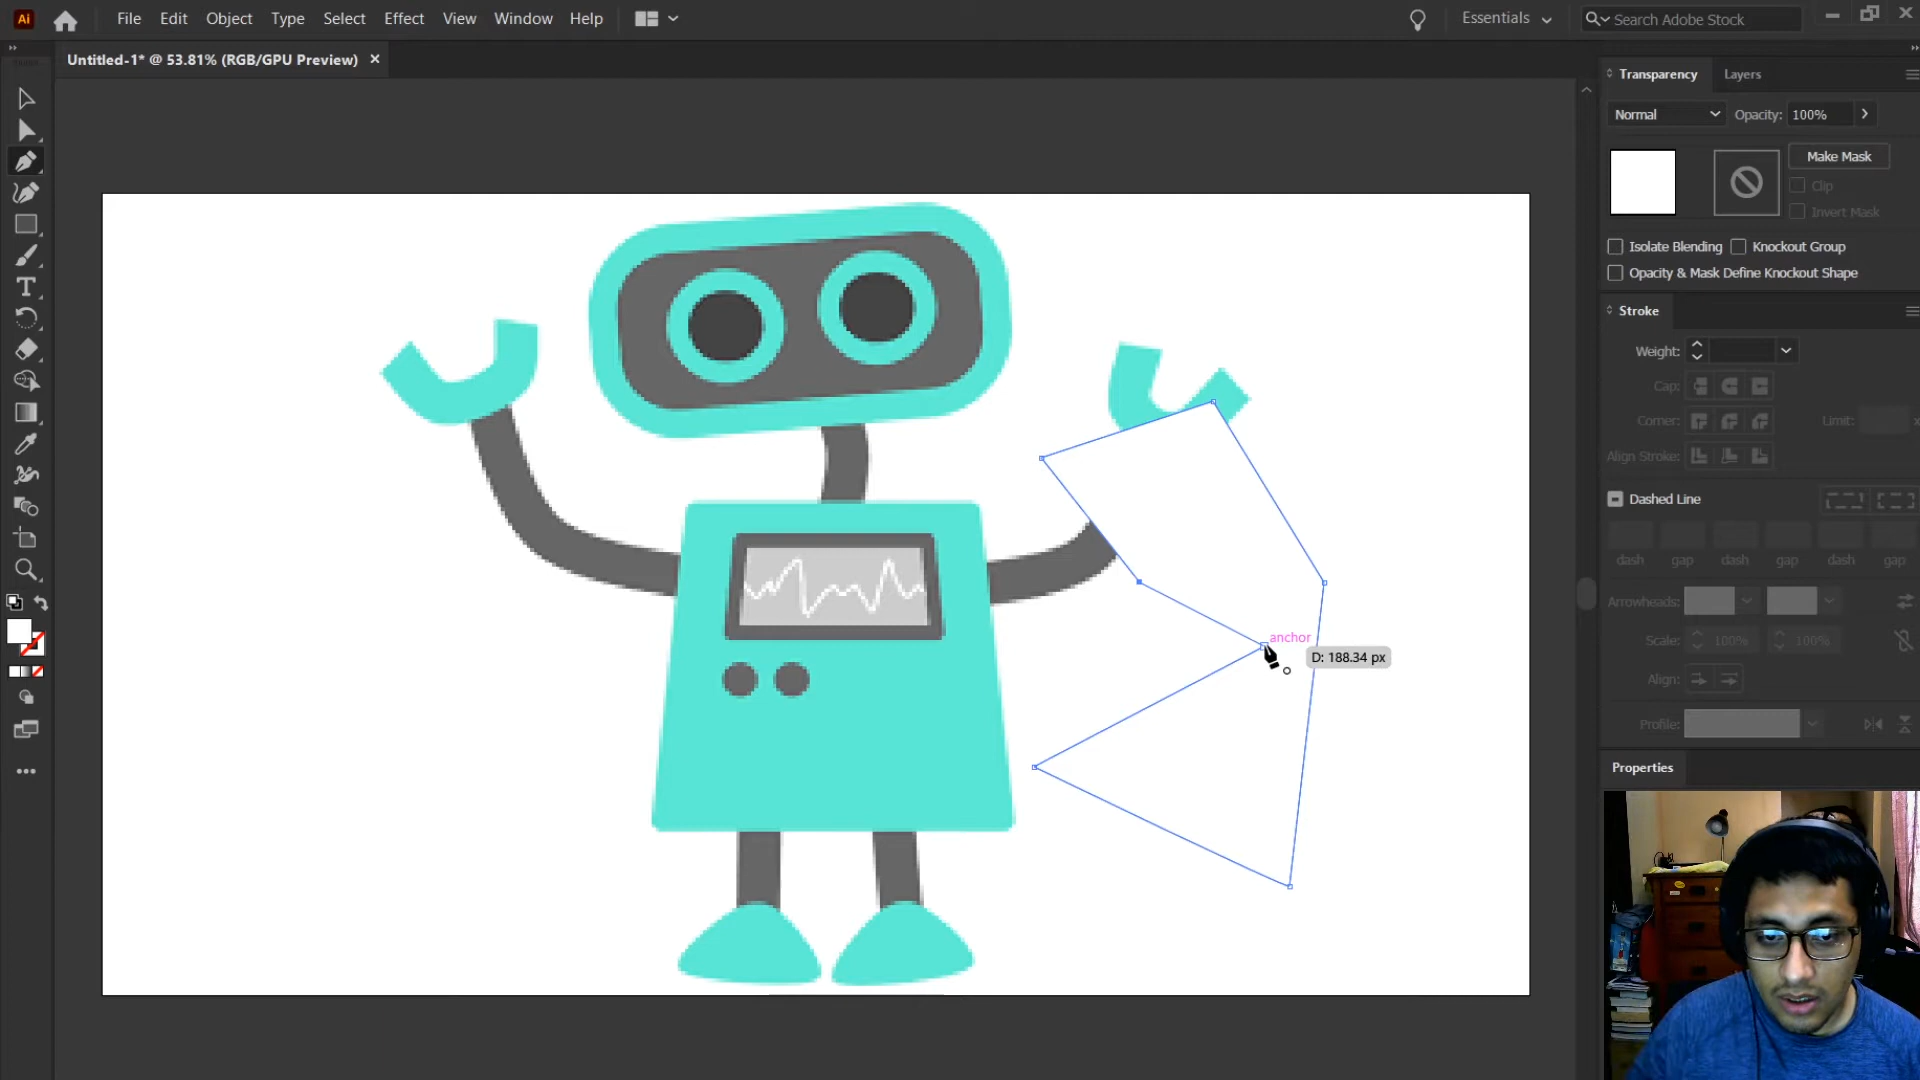 Ai File Edit Object Type Select Effect View Window Help Essentials Search Adobe Stock
Untitled-1* @ 53.81% (RGB/GPU Preview)
Transparency Layers
Normal Opacity: 100%
Make Mask
Clip
Invert Mask
Isolate Blending Knockout Group
Opacity & Mask Define Knockout Shape
Stroke
Weight:
Cap:
Corner: Limit: x
Align Stroke:
Dashed Line
dash gap dash gap dash gap
Arrowheads:
Scale: 100% 100%
Align:
Profile:
Properties
T
anchor
D: 188.34 px